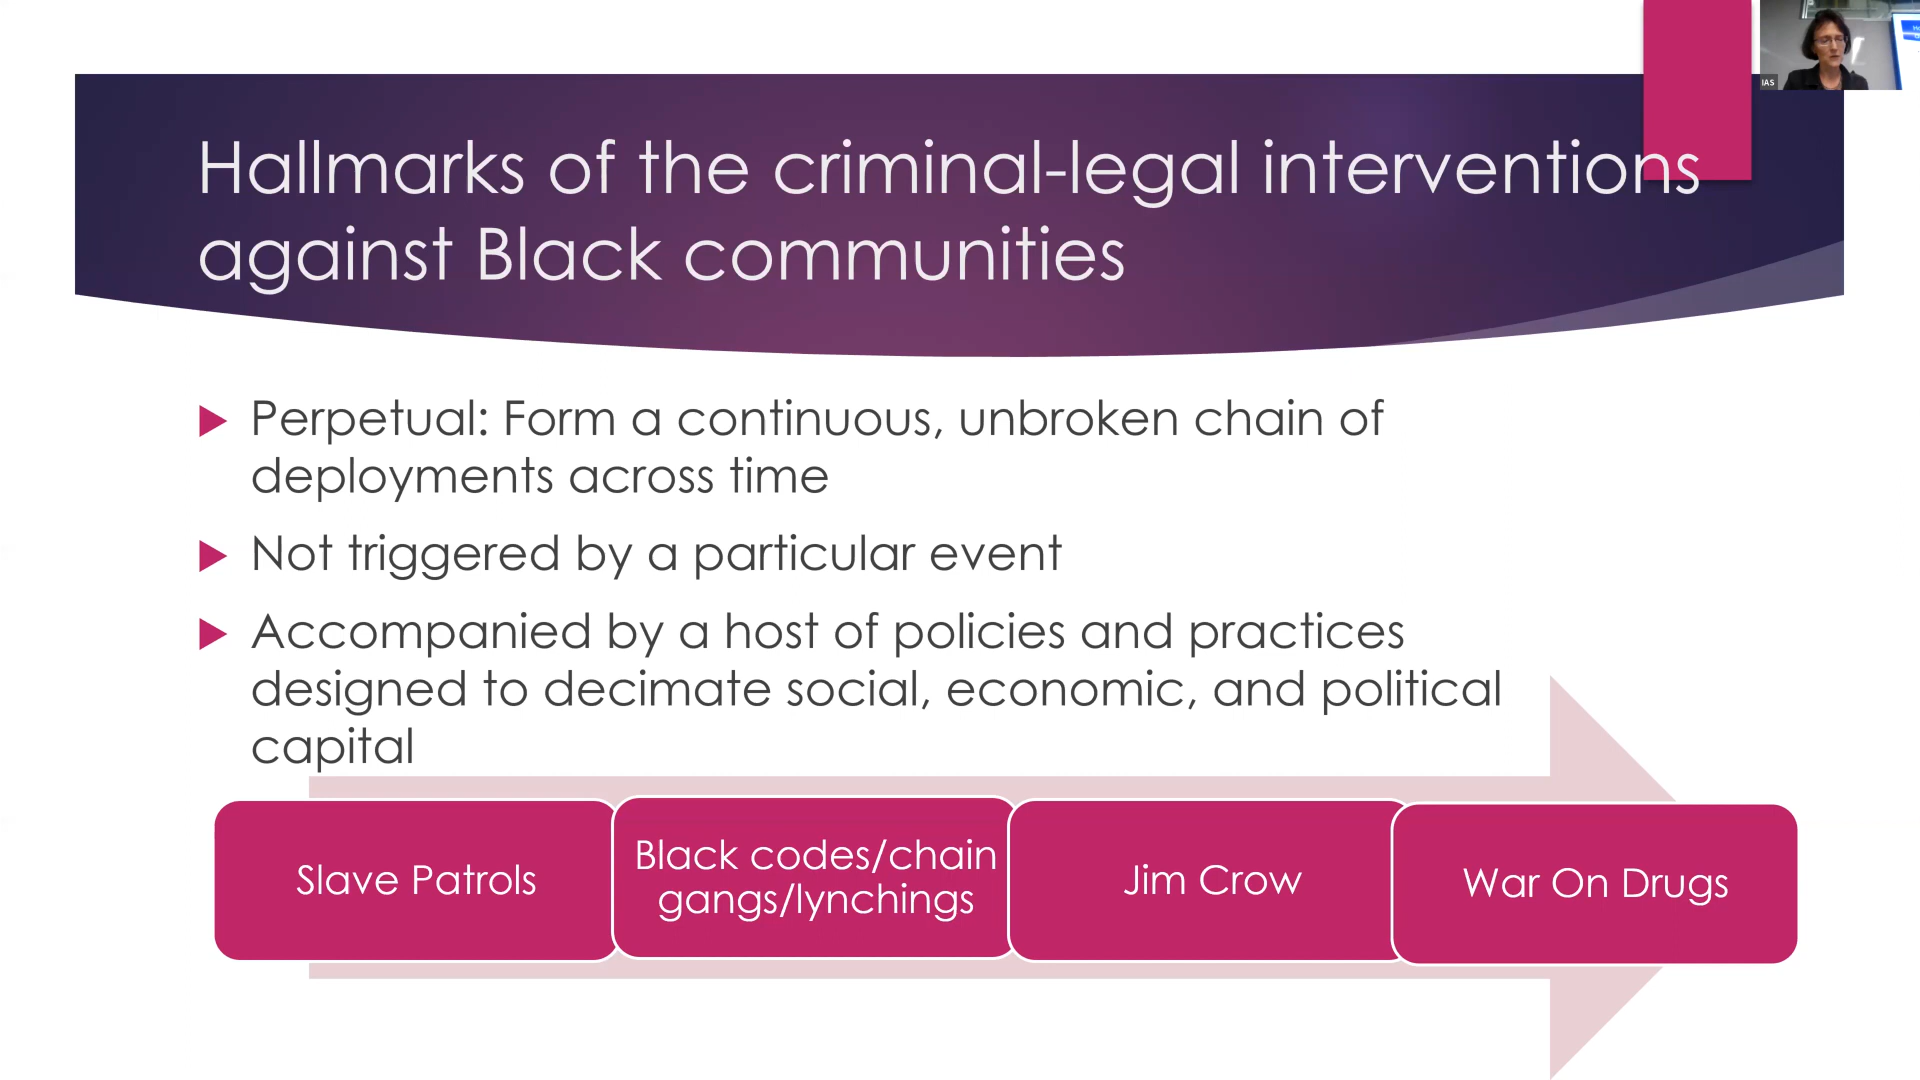 Hallmarks of the criminal-legal interventions
against Black communities
IAS
Perpetual: Form a continuous, unbroken chain of
deployments across time
Not triggered by a particular event
Accompanied by a host of policies and practices
designed to decimate social, economic, and political
capital
Slave Patrols
Black codes/chain
gangs/lynchings
Jim Crow
War On Drugs